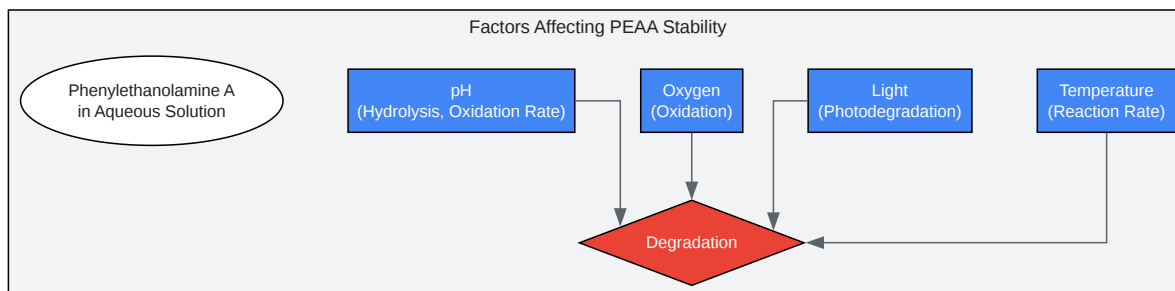 Factors Affecting PEAA Stability
Phenylethanolamine A
in Aqueous Solution
pH
(Hydrolysis, Oxidation Rate)
Oxygen
(Oxidation)
Light
(Photodegradation)
Temperature
(Reaction Rate)
Degradation